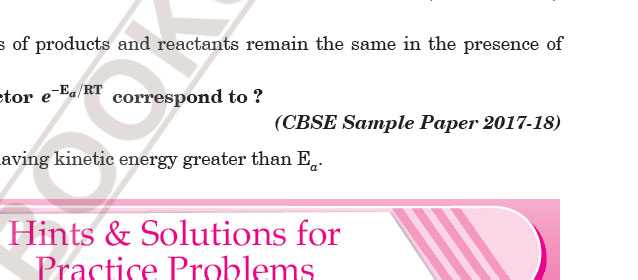 s of products and reactants remain the same in the presence of
ctor e^{-E_a/RT} correspond to ?
(CBSE Sample Paper 2017-18)
aving kinetic energy greater than E_a.
Hints & Solutions for
Practice Problems